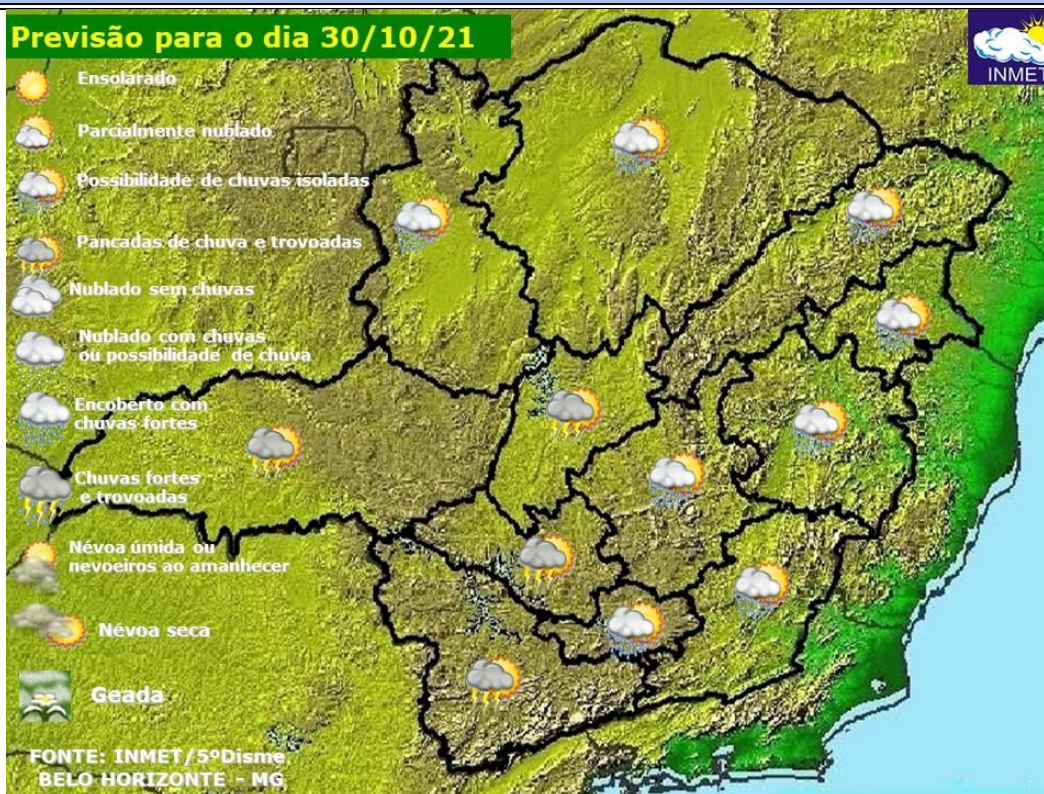 Previsão para o dia 30/10/21
INMET
Ensolarado
Parcialmente nublado
Possibilidade de chuvas isoladas
Pancadas de chuva e trovoadas
Nublado sem chuvas
Nublado com chuvas
ou possibilidade de chuva
Encoberto com
chuvas fortes
Chuvas fortes
e trovoadas
Névoa úmida ou
nevoeiros ao amanhecer
Névoa seca
Geada
FONTE: INMET/5ºDisme
BELO HORIZONTE - MG